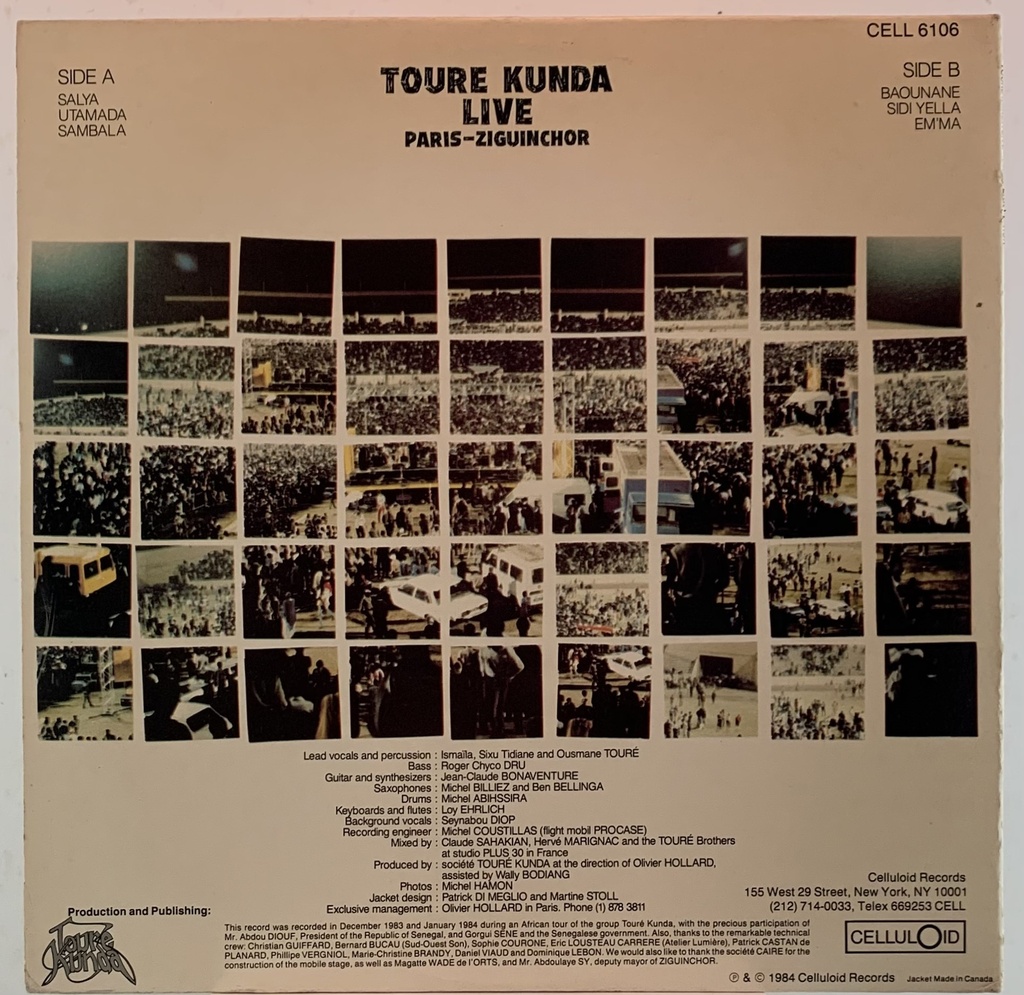 CELL 6106
SIDE A
SALYA
UTAMADA
SAMBALA
TOURE KUNDA
LIVE
PARIS-ZIGUINCHOR
SIDE B
BAOUNANE
SIDI YELLA
EM'MA
Lead vocals and percussion : Ismaïla, Sixu Tidiane and Ousmane TOURÉ
Bass : Roger Chyco DRU
Guitar and synthesizers : Jean-Claude BONAVENTURE
Saxophones : Michel BILLIEZ and Ben BELLINGA
Drums : Michel ABIHSSIRA
Keyboards and flutes : Loy EHRLICH
Background vocals : Seynabou DIOP
Recording engineer : Michel COUSTILLAS (flight mobil PROCASE)
Mixed by : Claude SAHAKIAN, Hervé MARIGNAC and the TOURÉ Brothers
at studio PLUS 30 in France
Produced by : société TOURÉ KUNDA at the direction of Olivier HOLLARD,
assisted by Wally BODIANG
Photos : Michel HAMON
Jacket design : Patrick DI MEGLIO and Martine STOLL
Exclusive management : Olivier HOLLARD in Paris. Phone (1) 878 3811
Celluloid Records
155 West 29 Street, New York, NY 10001
(212) 714-0033, Telex 669253 CELL
Production and Publishing:
Touré
Kunda
This record was recorded in December 1983 and January 1984 during an African tour of the group Touré Kunda, with the precious participation of
Mr. Abdou DIOUF, President of the Republic of Senegal, and Gorgui SENE and the Senegalese government. Also, thanks to the remarkable technical
crew: Christian GUIFFARD, Bernard BUCAU (Sud-Ouest Son), Sophie COURONE, Eric LOUSTEAU CARRERE (Atelier Lumière), Patrick CASTAN de
PLANARD, Phillipe VERGNIOL, Marie-Christine BRANDY, Daniel VIAUD and Dominique LEBON. We would also like to thank the société CAIRE for the
construction of the mobile stage, as well as Magatte WADE de l'ORTS, and Mr. Abdoulaye SY, deputy mayor of ZIGUINCHOR.
CELLULOID
℗ & © 1984 Celluloid Records Jacket Made in Canada